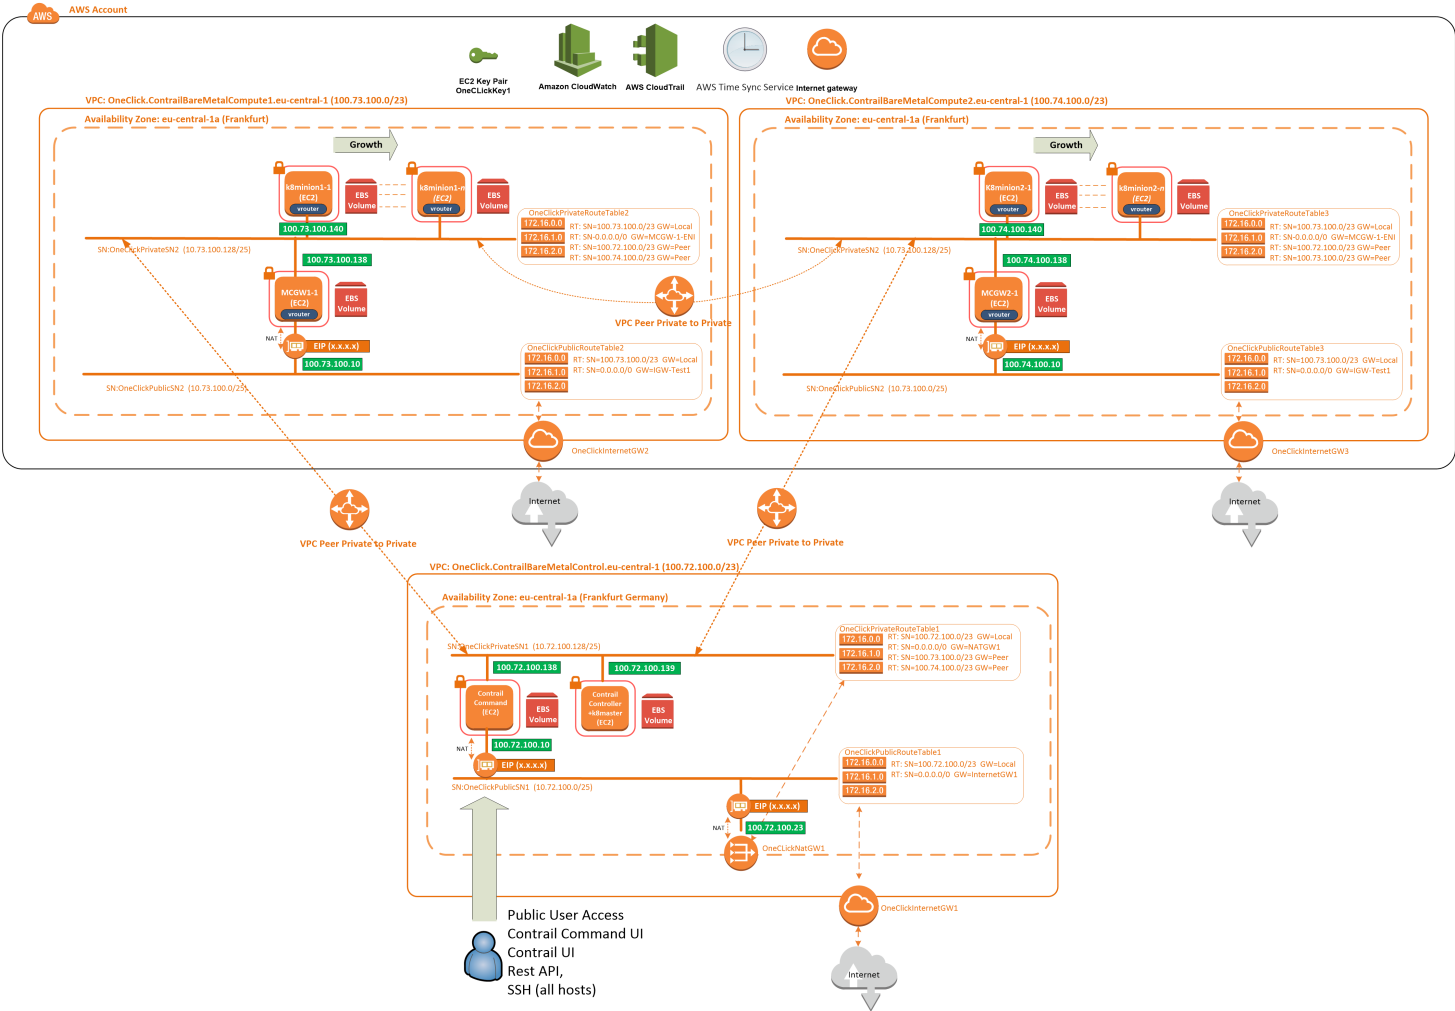 AWS
AWS Account
EC2 Key Pair
OneCLickKey1
Amazon CloudWatch
AWS CloudTrail
AWS Time Sync Service
Internet gateway
VPC: OneClick.ContrailBareMetalCompute1.eu-central-1 (100.73.100.0/23)
Availability Zone: eu-central-1a (Frankfurt)
Growth
k8minion1-1
(EC2)
vrouter
EBS
Volume
k8minion1-n
(EC2)
EBS
Volume
100.73.100.140
SN:OneClickPrivateSN2 (10.73.100.128/25)
OneClickPrivateRouteTable2
172.16.0.0
172.16.1.0
172.16.2.0
RT: SN=100.73.100.0/23 GW=Local
RT: SN-0.0.0.0/0 GW=MCGW-1-ENI
RT: SN=100.72.100.0/23 GW=Peer
RT: SN=100.74.100.0/23 GW=Peer
100.73.100.138
MCGW1-1
(EC2)
vrouter
EBS
Volume
NAT
EIP (x.x.x.x)
100.73.100.10
SN:OneClickPublicSN2 (10.73.100.0/25)
OneClickPublicRouteTable2
172.16.0.0
172.16.1.0
172.16.2.0
RT: SN=100.73.100.0/23 GW=Local
RT: SN=0.0.0.0/0 GW=IGW-Test1
VPC Peer Private to Private
OneClickInternetGW2
Internet
VPC: OneClick.ContrailBareMetalCompute2.eu-central-1 (100.74.100.0/23)
Availability Zone: eu-central-1a (Frankfurt)
Growth
K8minion2-1
(EC2)
vrouter
EBS
Volume
k8minion2-n
(EC2)
vrouter
EBS
Volume
100.74.100.140
SN:OneClickPrivateSN2 (10.73.100.128/25)
OneClickPrivateRouteTable3
172.16.0.0
172.16.1.0
172.16.2.0
RT: SN=100.73.100.0/23 GW=Local
RT: SN-0.0.0.0/0 GW=MCGW-1-ENI
RT: SN=100.72.100.0/23 GW=Peer
RT: SN=100.73.100.0/23 GW=Peer
100.74.100.138
MCGW2-1
(EC2)
vrouter
EBS
Volume
NAT
EIP (x.x.x.x)
100.74.100.10
SN:OneClickPublicSN2 (10.73.100.0/25)
OneClickPublicRouteTable3
172.16.0.0
172.16.1.0
172.16.2.0
RT: SN=100.73.100.0/23 GW=Local
RT: SN=0.0.0.0/0 GW=IGW-Test1
OneClickInternetGW3
Internet
VPC Peer Private to Private
VPC Peer Private to Private
VPC: OneClick.ContrailBareMetalControl.eu-central-1 (100.72.100.0/23)
Availability Zone: eu-central-1a (Frankfurt Germany)
SN:OneClickPrivateSN1 (10.72.100.128/25)
OneClickPrivateRouteTable1
172.16.0.0
172.16.1.0
172.16.2.0
RT: SN=100.72.100.0/23 GW=Local
RT: SN=0.0.0.0/0 GW=NATGW1
RT: SN=100.73.100.0/23 GW=Peer
RT: SN=100.74.100.0/23 GW=Peer
100.72.100.138
100.72.100.139
Contrail
Command
(EC2)
EBS
Volume
Contrail
Controller
+k8master
(EC2)
EBS
Volume
100.72.100.10
NAT
EIP (x.x.x.x)
SN:OneClickPublicSN1 (10.72.100.0/25)
OneClickPublicRouteTable1
172.16.0.0
172.16.1.0
172.16.2.0
RT: SN=100.72.100.0/23 GW=Local
RT: SN=0.0.0.0/0 GW=InternetGW1
EIP (x.x.x.x)
NAT
100.72.100.23
OneCLickNatGW1
OneClickInternetGW1
Internet
Public User Access
Contrail Command UI
Contrail UI
Rest API,
SSH (all hosts)